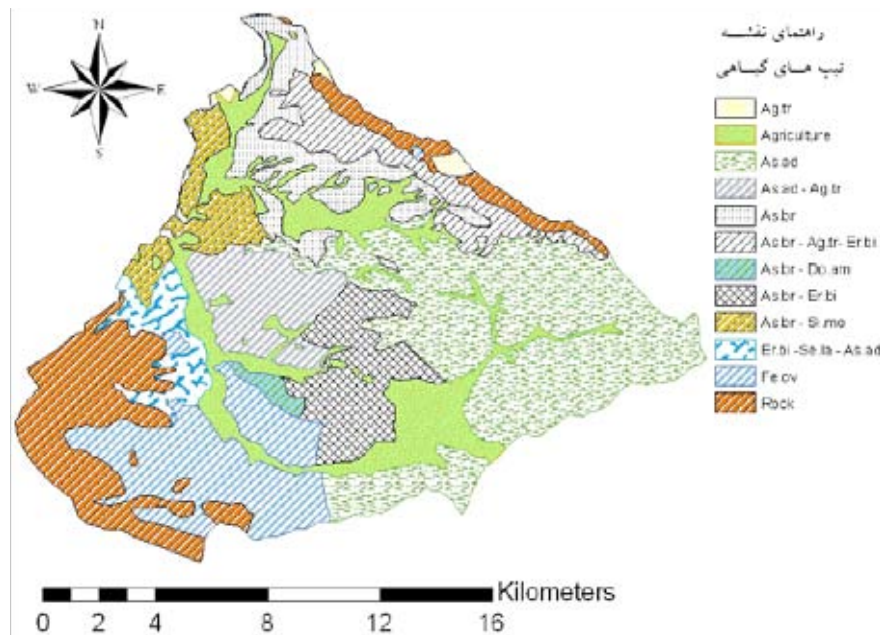 N
W E
S
راهنمای نقشه
تیپ های گیاهی
Ag.tr
Agriculture
As.ad
As.ad - Ag.tr
As.br
As.br - Ag.tr- Er.bi
As.br - Do.am
As.br - Er.bi
As.br - St.me
Er.bi -Se.la - As.ad
Fe.ov
Rock
Kilometers
0 2 4 8 12 16